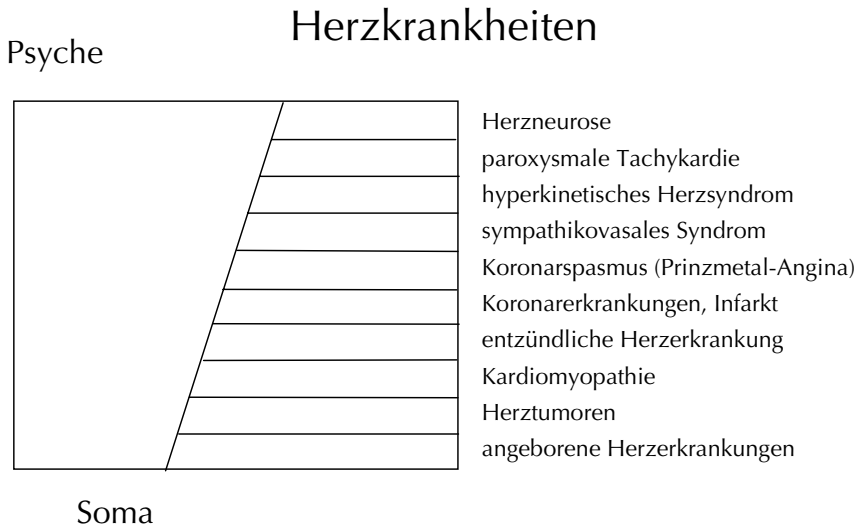 Herzkrankheiten
Psyche
Herzneurose
paroxysmale Tachykardie
hyperkinetisches Herzsyndrom
sympathikovasales Syndrom
Koronarspasmus (Prinzmetal-Angina)
Koronarerkrankungen, Infarkt
entzündliche Herzerkrankung
Kardiomyopathie
Herztumoren
angeborene Herzerkrankungen
Soma